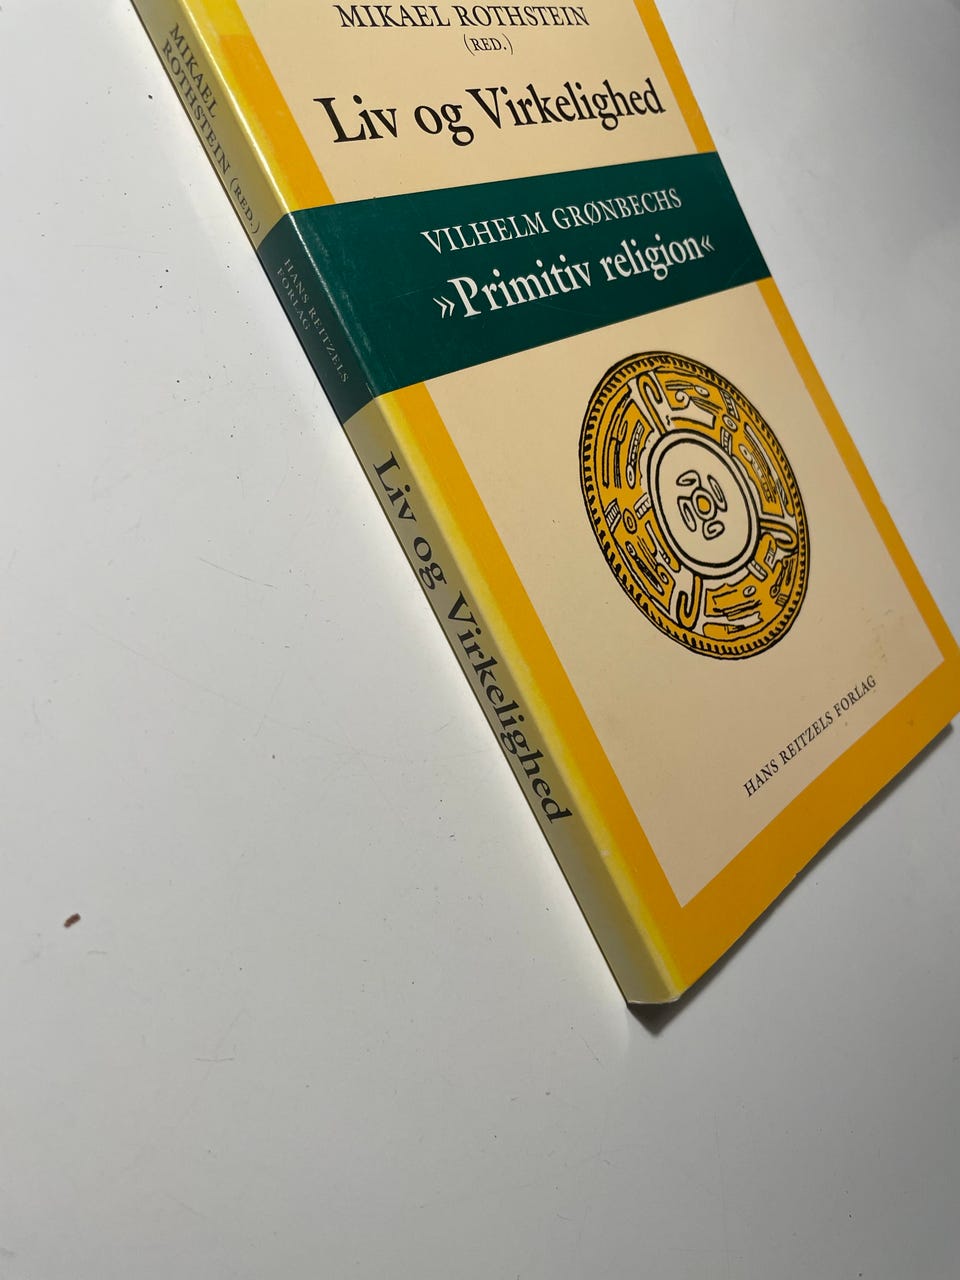 MIKAEL ROTHSTEIN
(RED.)
Liv og Virkelighed
VILHELM GRØNBECHS
»Primitiv religion«
HANS REITZELS FORLAG
MIKAEL
ROTHSTEIN (RED.)
HANS REITZELS
FORLAG
Liv og Virkelighed